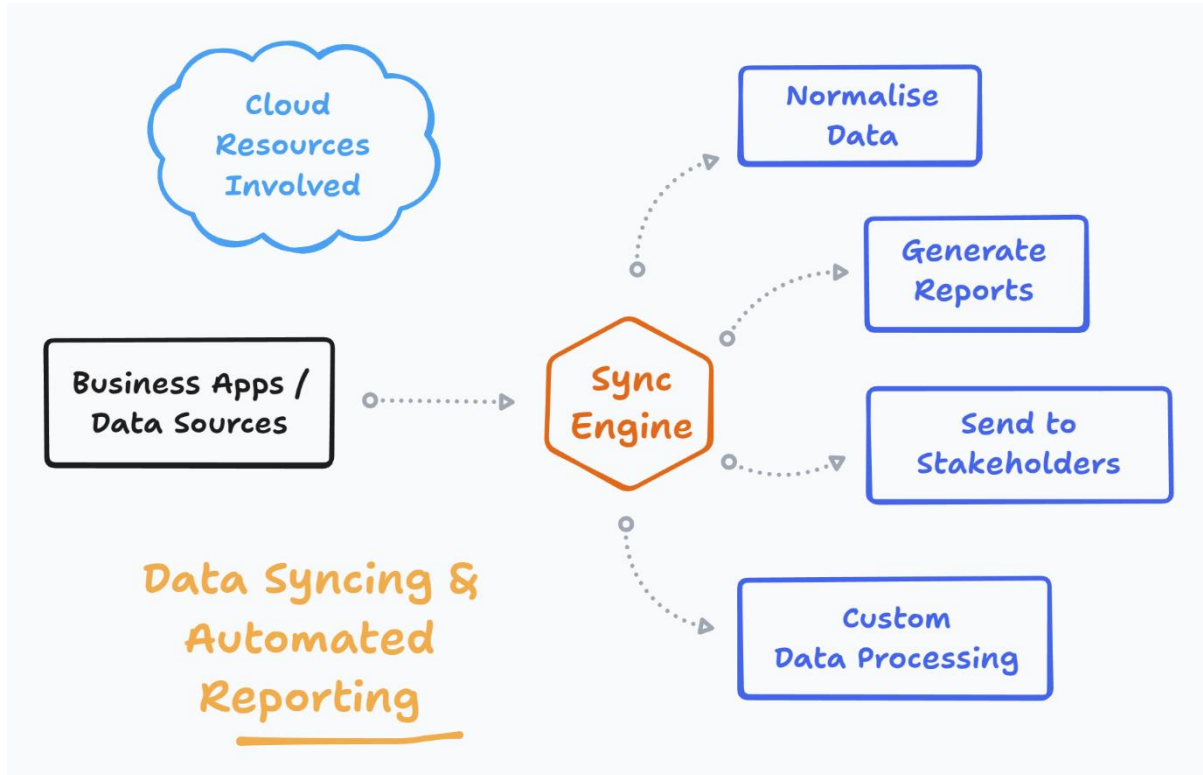 Cloud
Resources
Involved
Normalise
Data
Generate
Reports
Business Apps /
Data Sources
Sync
Engine
Send to
Stakeholders
Custom
Data Processing
Data Syncing &
Automated
Reporting